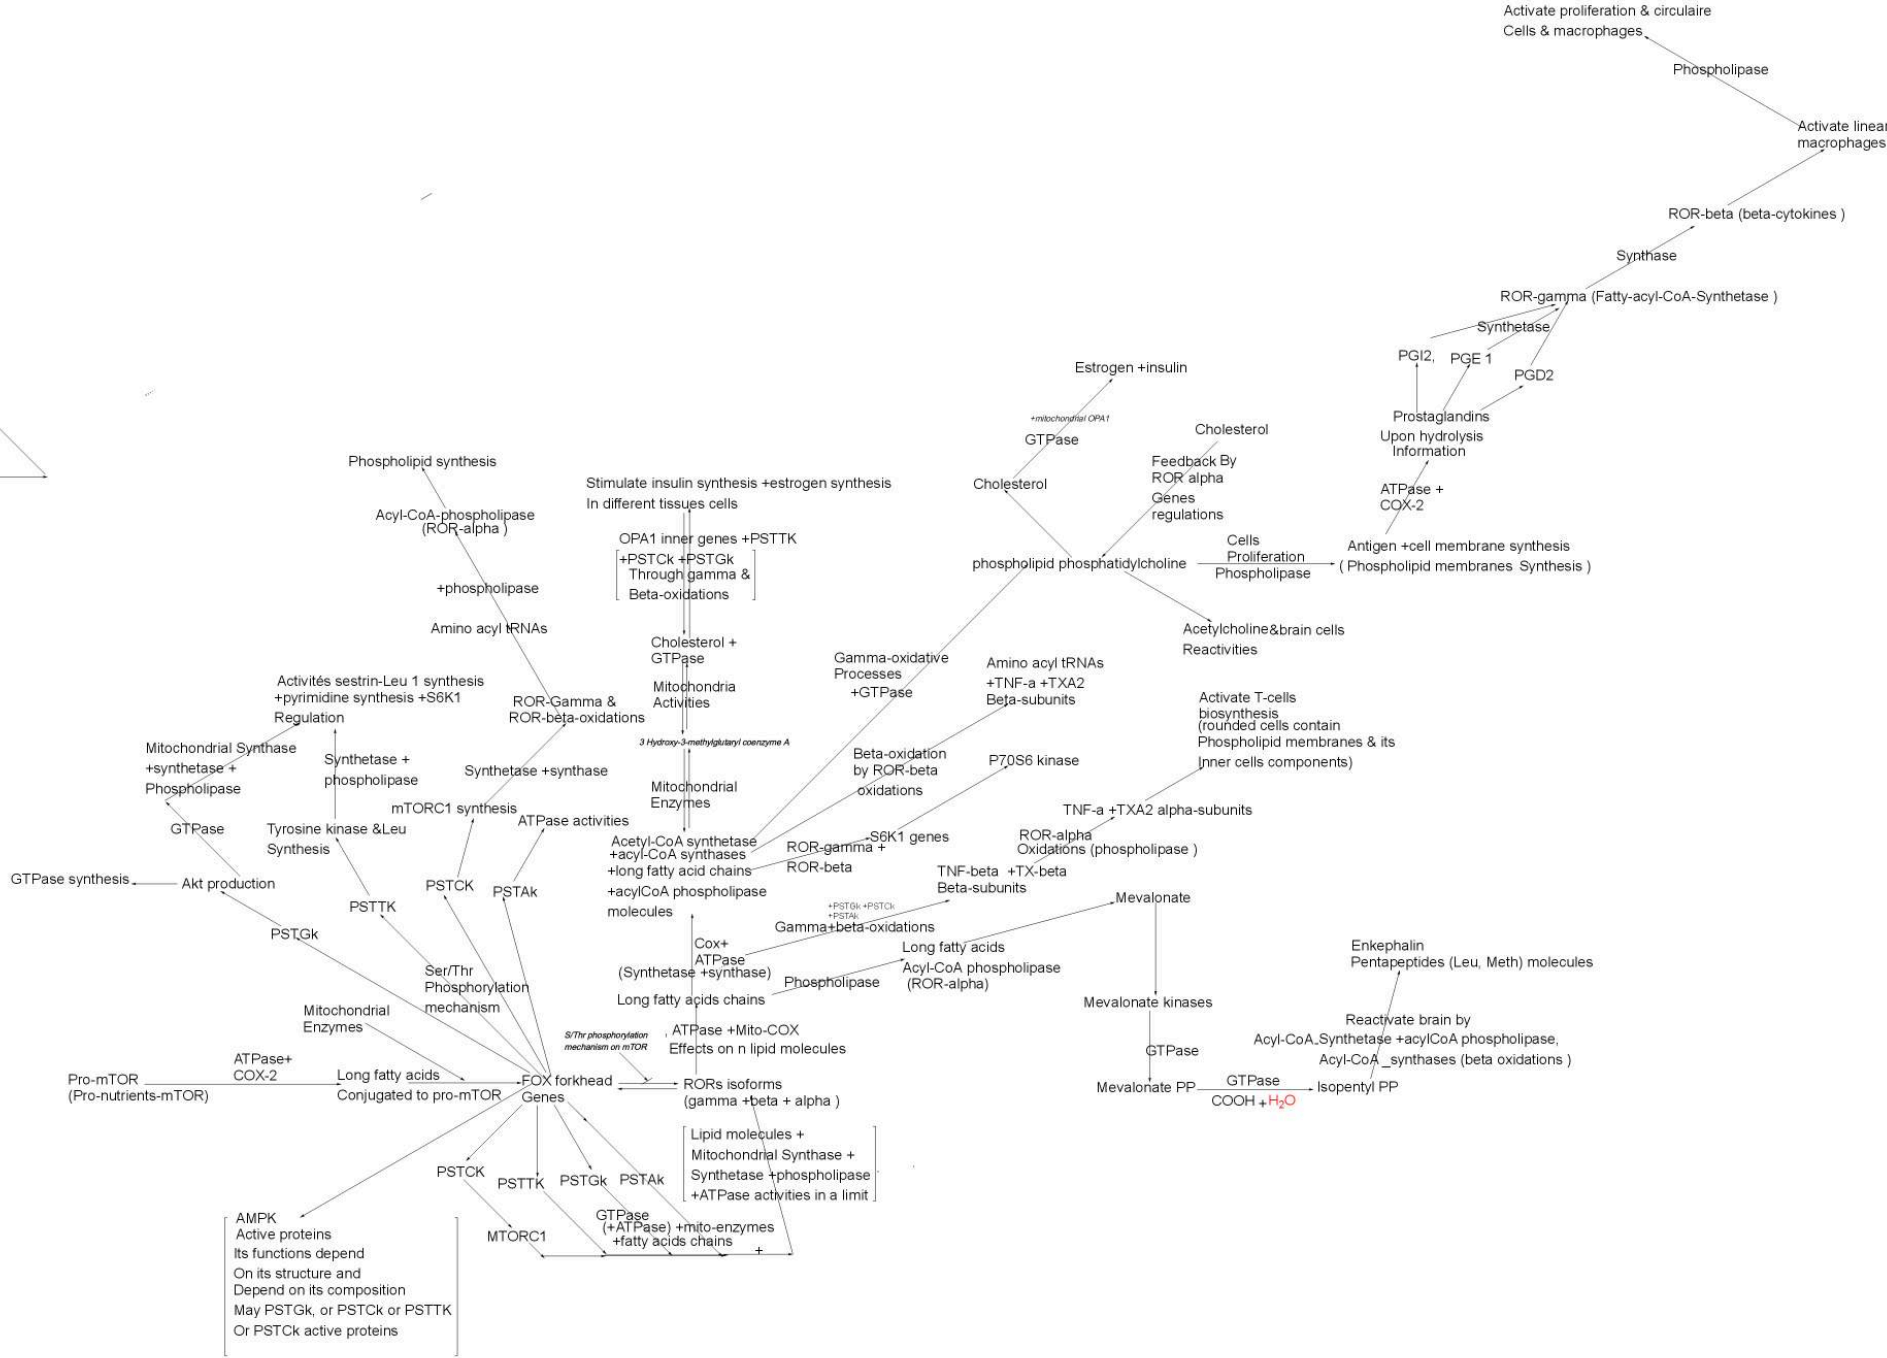 Activate proliferation & circulaire
Cells & macrophages
Phospholipase
Activate linear
macrophages
ROR-beta (beta-cytokines )
Synthase
ROR-gamma (Fatty-acyl-CoA-Synthetase )
Synthetase
PGI2,
PGE 1
PGD2
Prostaglandins
Upon hydrolysis
Information
ATPase +
COX-2
Antigen +cell membrane synthesis
( Phospholipid membranes Synthesis )
Estrogen +insulin
+mitochondrial OPA1
GTPase
Cholesterol
Cholesterol
Feedback By
ROR alpha
Genes
regulations
phospholipid phosphatidylcholine
Cells
Proliferation
Phospholipase
Acetylcholine&brain cells
Reactivities
Phospholipid synthesis
Acyl-CoA-phospholipase
(ROR-alpha )
+phospholipase
Amino acyl tRNAs
ROR-Gamma &
ROR-beta-oxidations
Synthetase +synthase
mTORC1 synthesis
ATPase activities
PSTCK
PSTAk
Stimulate insulin synthesis +estrogen synthesis
In different tissues cells
OPA1 inner genes +PSTTK
+PSTCk +PSTGk
Through gamma &
Beta-oxidations
Cholesterol +
GTPase
Mitochondria
Activities
3 Hydroxy-3-methylglutaryl coenzyme A
Mitochondrial
Enzymes
Acetyl-CoA synthetase
+acyl-CoA synthases
+long fatty acid chains
+acylCoA phospholipase
molecules
Gamma-oxidative
Processes
+GTPase
Amino acyl tRNAs
+TNF-a +TXA2
Beta-subunits
Beta-oxidation
by ROR-beta
oxidations
P70S6 kinase
S6K1 genes
ROR-gamma +
ROR-beta
Activate T-cells
biosynthesis
(rounded cells contain
Phospholipid membranes & its
Inner cells components)
TNF-a +TXA2 alpha-subunits
ROR-alpha
Oxidations (phospholipase )
TNF-beta +TX-beta
Beta-subunits
+PSTGk +PSTCk
+PSTAk
Gamma+beta-oxidations
Activités sestrin-Leu 1 synthesis
+pyrimidine synthesis +S6K1
Regulation
Mitochondrial Synthase
+synthetase +
Phospholipase
Synthetase +
phospholipase
GTPase
Tyrosine kinase &Leu
Synthesis
GTPase synthesis
Akt production
PSTTK
PSTGk
Ser/Thr
Phosphorylation
mechanism
Mitochondrial
Enzymes
Cox+
ATPase
(Synthetase +synthase)
Long fatty acids chains
Phospholipase
Long fatty acids
Acyl-CoA phospholipase
(ROR-alpha)
Mevalonate
Mevalonate kinases
GTPase
Mevalonate PP
GTPase
COOH +H₂O
Isopentyl PP
Enkephalin
Pentapeptides (Leu, Meth) molecules
Reactivate brain by
Acyl-CoA_Synthetase +acylCoA phospholipase,
Acyl-CoA _synthases (beta oxidations )
S/Thr phosphorylation
mechanism on mTOR
, ATPase +Mito-COX
Effects on n lipid molecules
Pro-mTOR
(Pro-nutrients-mTOR)
ATPase+
COX-2
Long fatty acids
Conjugated to pro-mTOR
FOX forkhead
Genes
RORs isoforms
(gamma +beta + alpha )
Lipid molecules +
Mitochondrial Synthase +
Synthetase +phospholipase
+ATPase activities in a limit
PSTCK
PSTTK
PSTGk
PSTAk
MTORC1
GTPase
(+ATPase) +mito-enzymes
+fatty acids chains
+
AMPK
Active proteins
Its functions depend
On its structure and
Depend on its composition
May PSTGk, or PSTCk or PSTTK
Or PSTCk active proteins